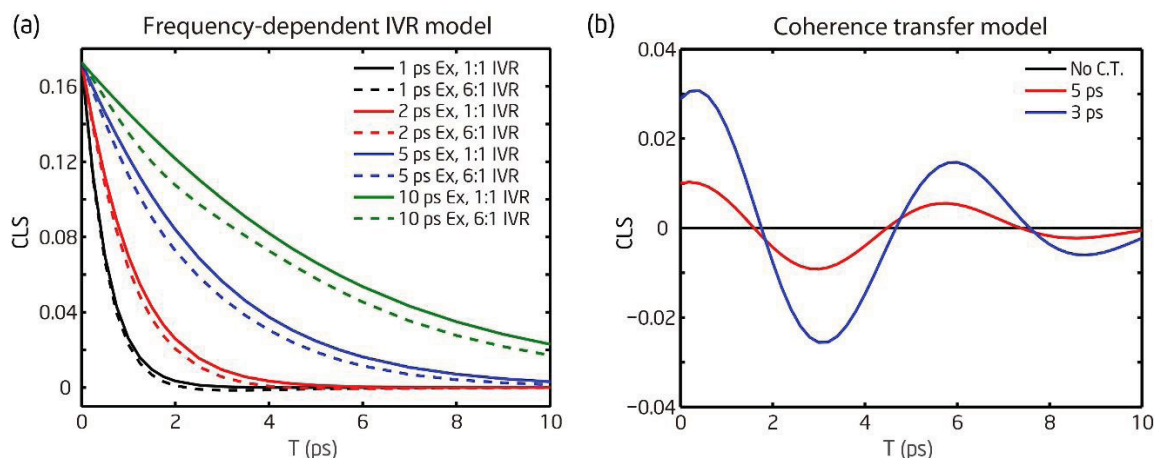 (a)
Frequency-dependent IVR model
1 ps Ex, 1:1 IVR
1 ps Ex, 6:1 IVR
2 ps Ex, 1:1 IVR
2 ps Ex, 6:1 IVR
5 ps Ex, 1:1 IVR
5 ps Ex, 6:1 IVR
10 ps Ex, 1:1 IVR
10 ps Ex, 6:1 IVR
CLS
0.16
0.12
0.08
0.04
0
0
2
4
6
8
10
T (ps)
(b)
Coherence transfer model
No C.T.
5 ps
3 ps
CLS
0.04
0.02
0
−0.02
−0.04
0
2
4
6
8
10
T (ps)